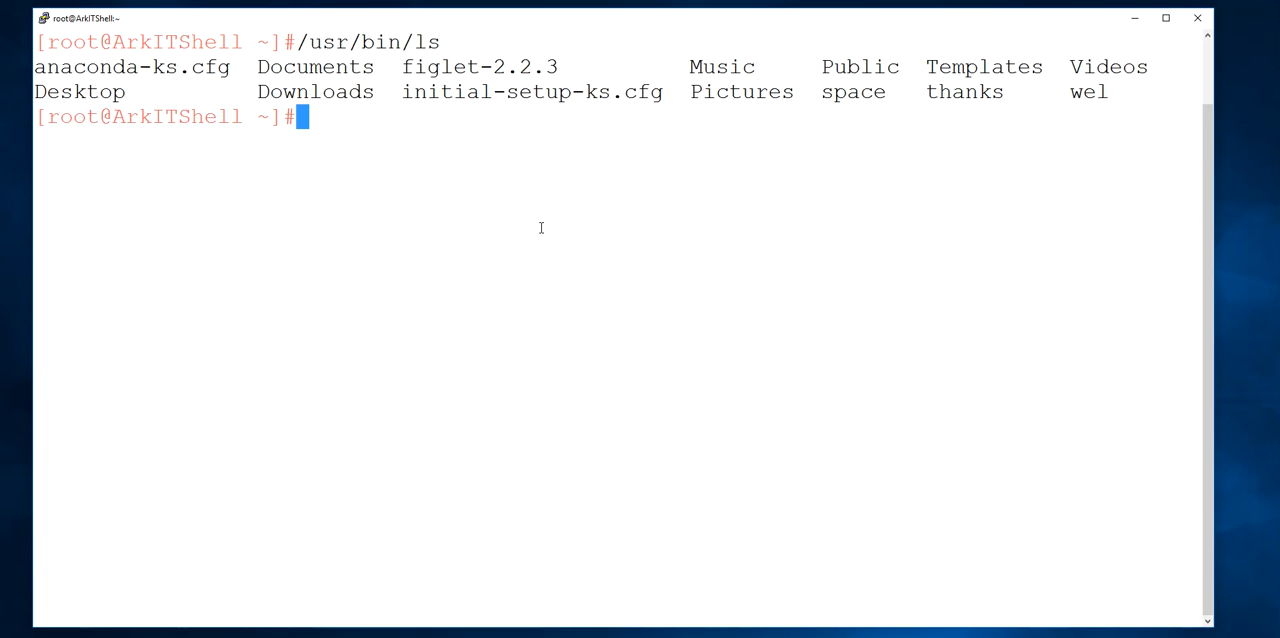 root@ArkITShell:~
[root@ArkITShell ~]#/usr/bin/ls
anaconda-ks.cfg  Documents  figlet-2.2.3          Music     Public  Templates  Videos
Desktop          Downloads  initial-setup-ks.cfg  Pictures  space   thanks     wel
[root@ArkITShell ~]#